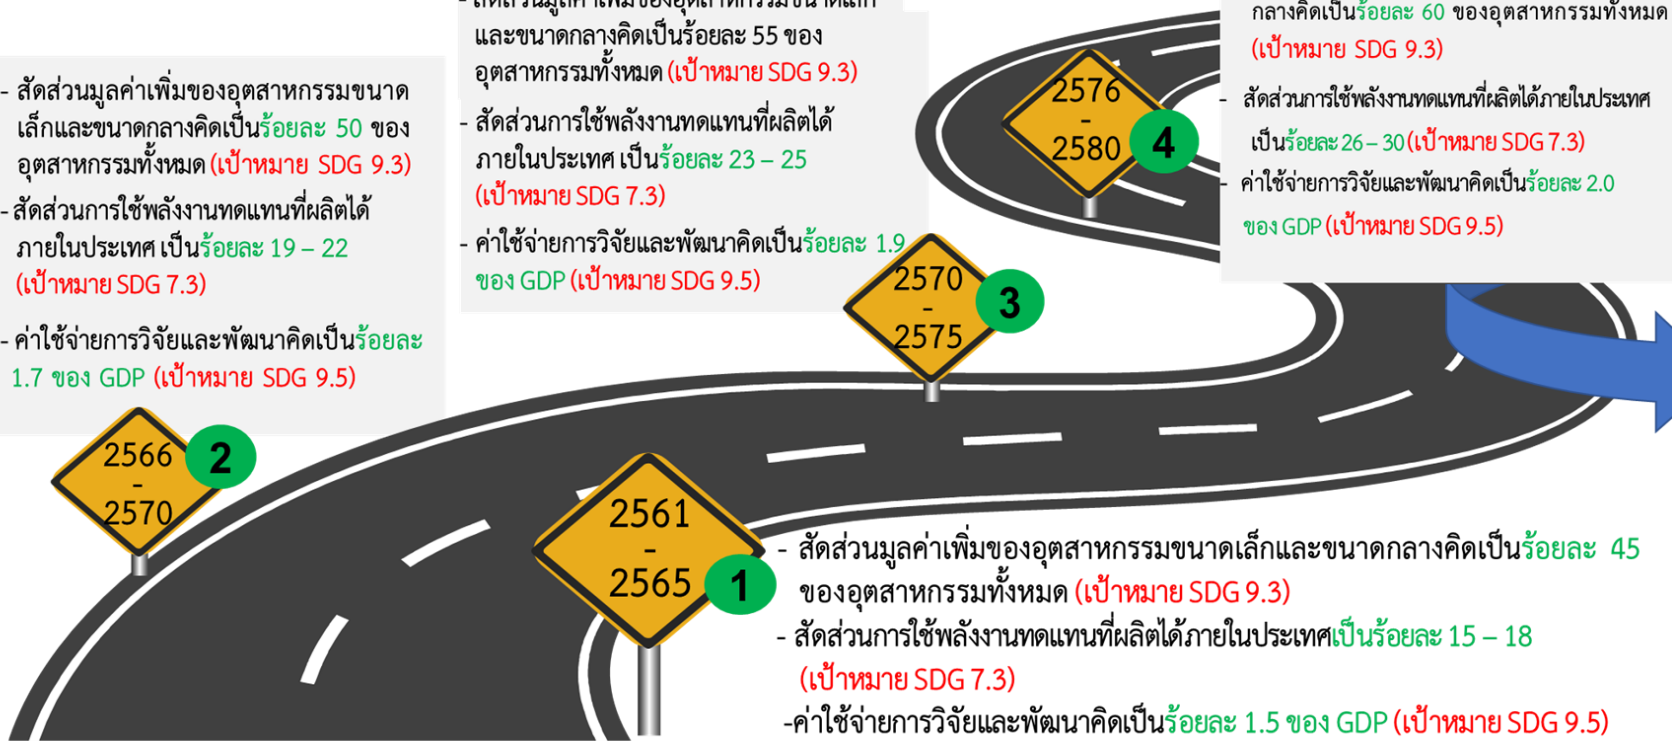 - สัดส่วนมูลค่าเพิ่มของอุตสาหกรรมขนาด
เล็กและขนาดกลางคิดเป็นร้อยละ 50 ของ
อุตสาหกรรมทั้งหมด (เป้าหมาย SDG 9.3)
- สัดส่วนการใช้พลังงานทดแทนที่ผลิตได้
ภายในประเทศ เป็นร้อยละ 19 – 22
(เป้าหมาย SDG 7.3)
- ค่าใช้จ่ายการวิจัยและพัฒนาคิดเป็นร้อยละ
1.7 ของ GDP (เป้าหมาย SDG 9.5)
2566
-
2570
2
- สัดส่วนมูลค่าเพิ่มของอุตสาหกรรมขนาดเล็ก
และขนาดกลางคิดเป็นร้อยละ 55 ของ
อุตสาหกรรมทั้งหมด (เป้าหมาย SDG 9.3)
- สัดส่วนการใช้พลังงานทดแทนที่ผลิตได้
ภายในประเทศ เป็นร้อยละ 23 – 25
(เป้าหมาย SDG 7.3)
- ค่าใช้จ่ายการวิจัยและพัฒนาคิดเป็นร้อยละ 1.9
ของ GDP (เป้าหมาย SDG 9.5)
2570
-
2575
3
2576
-
2580
4
กลางคิดเป็นร้อยละ 60 ของอุตสาหกรรมทั้งหมด
(เป้าหมาย SDG 9.3)
- สัดส่วนการใช้พลังงานทดแทนที่ผลิตได้ภายในประเทศ
เป็นร้อยละ 26 – 30 (เป้าหมาย SDG 7.3)
- ค่าใช้จ่ายการวิจัยและพัฒนาคิดเป็นร้อยละ 2.0
ของ GDP (เป้าหมาย SDG 9.5)
2561
-
2565
1
- สัดส่วนมูลค่าเพิ่มของอุตสาหกรรมขนาดเล็กและขนาดกลางคิดเป็นร้อยละ 45
ของอุตสาหกรรมทั้งหมด (เป้าหมาย SDG 9.3)
- สัดส่วนการใช้พลังงานทดแทนที่ผลิตได้ภายในประเทศเป็นร้อยละ 15 – 18
(เป้าหมาย SDG 7.3)
-ค่าใช้จ่ายการวิจัยและพัฒนาคิดเป็นร้อยละ 1.5 ของ GDP (เป้าหมาย SDG 9.5)